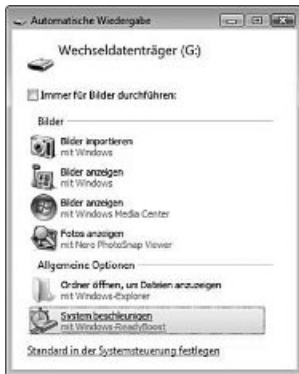 Automatische Wiedergabe
Wechseldatenträger (G:)
Immer für Bilder durchführen:
Bilder
Bilder importieren
mit Windows
Bilder anzeigen
mit Windows
Bilder anzeigen
mit Windows Media Center
Fotos anzeigen
mit Nero PhotoSnap Viewer
Allgemeine Optionen
Ordner öffnen, um Dateien anzuzeigen
mit Windows-Explorer
System beschleunigen
mit Windows-ReadyBoost
Standard in der Systemsteuerung festlegen